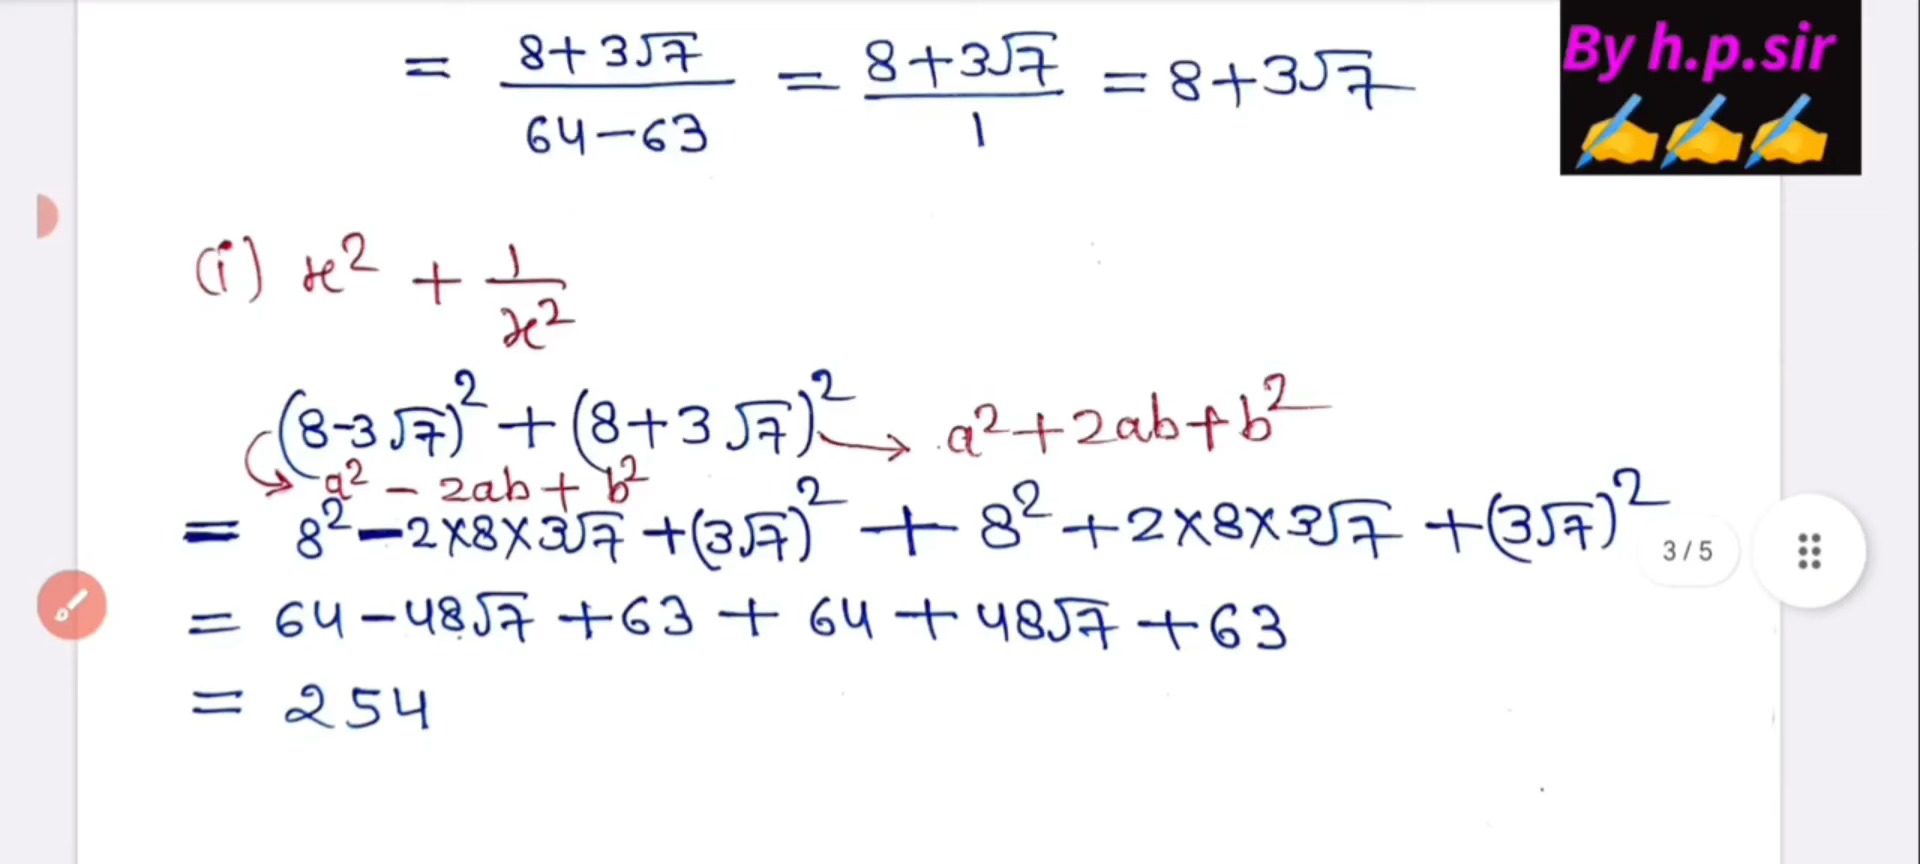 = (8+3√7)/(64-63) = (8+3√7)/1 = 8+3√7
By h.p.sir
(i) x² + 1/x²
(8-3√7)² + (8+3√7)² → a²+2ab+b²
↪ a² - 2ab + b²
= 8² - 2×8×3√7 + (3√7)² + 8² + 2×8×3√7 + (3√7)²
3/5
= 64 - 48√7 + 63 + 64 + 48√7 + 63
= 254